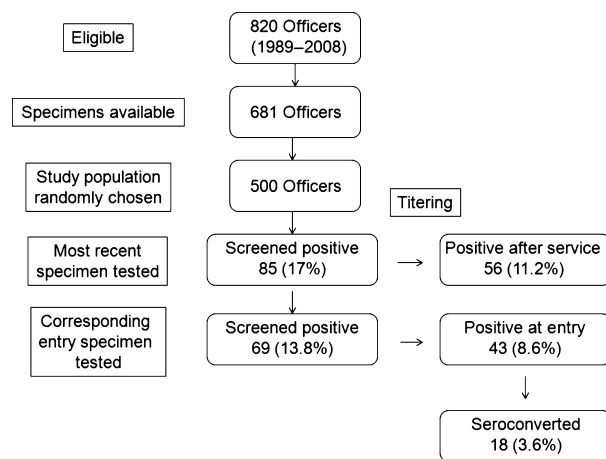 Eligible
820 Officers
(1989–2008)
Specimens available
681 Officers
Study population
randomly chosen
500 Officers
Titering
Most recent
specimen tested
Screened positive
85 (17%)
Positive after service
56 (11.2%)
Corresponding
entry specimen
tested
Screened positive
69 (13.8%)
Positive at entry
43 (8.6%)
Seroconverted
18 (3.6%)